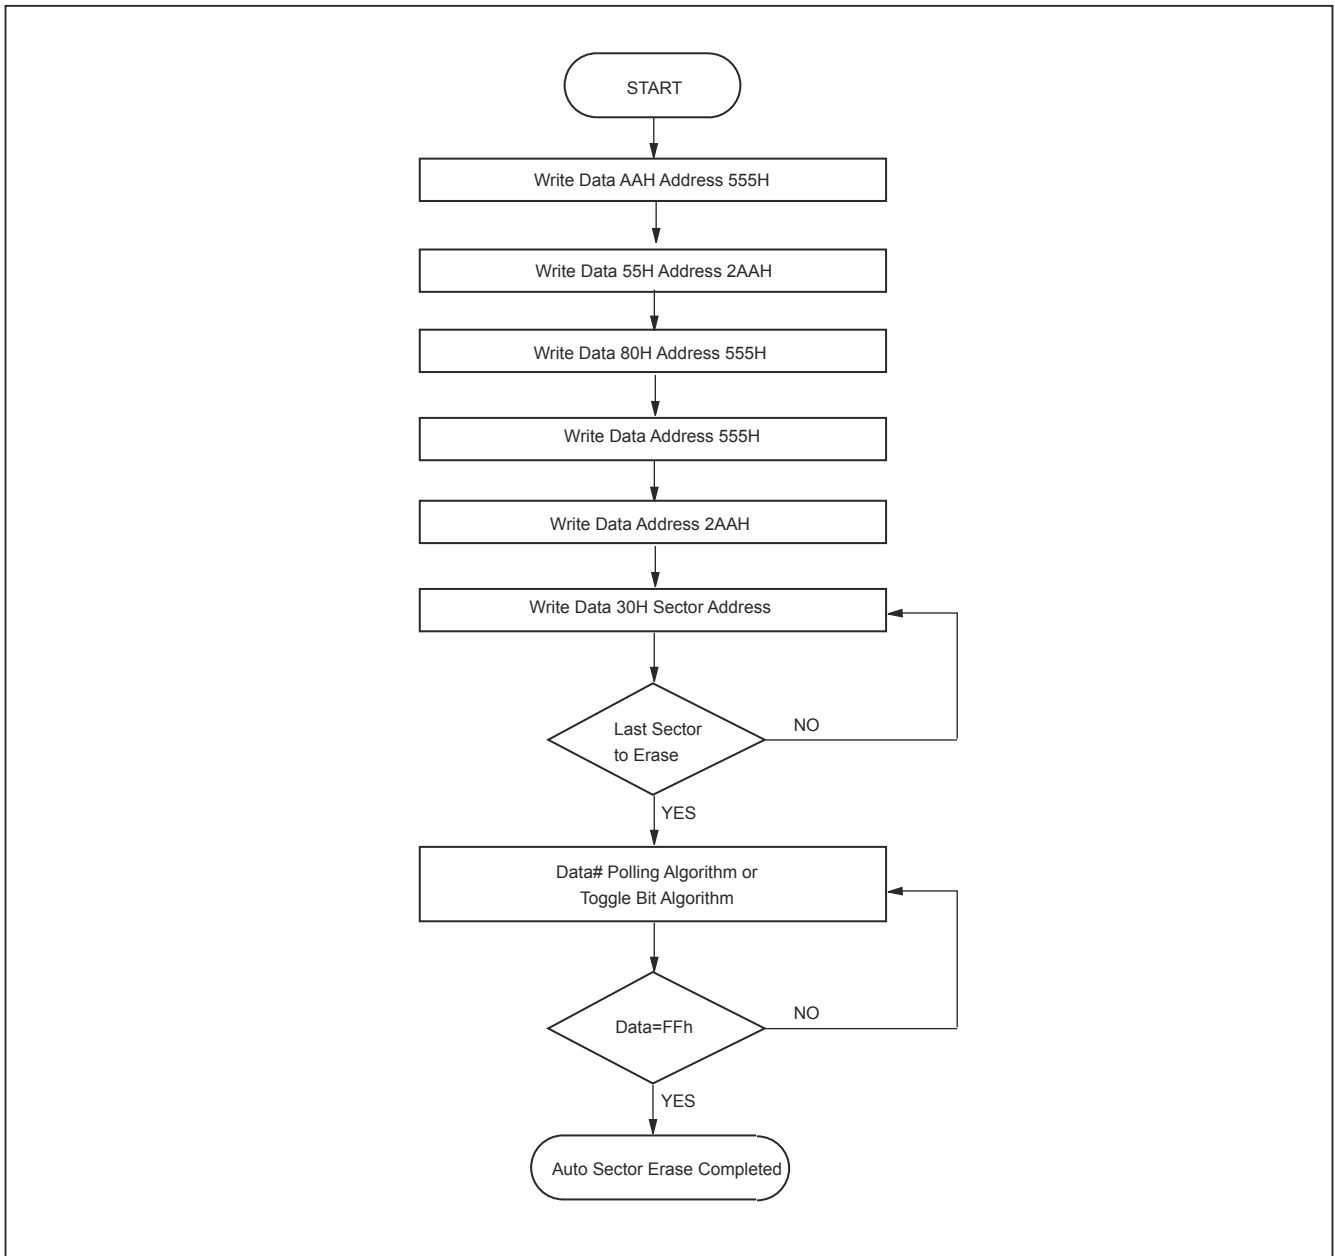 START
Write Data AAH Address 555H
Write Data 55H Address 2AAH
Write Data 80H Address 555H
Write Data Address 555H
Write Data Address 2AAH
Write Data 30H Sector Address
Last Sector
to Erase
NO
YES
Data# Polling Algorithm or
Toggle Bit Algorithm
Data=FFh
NO
YES
Auto Sector Erase Completed